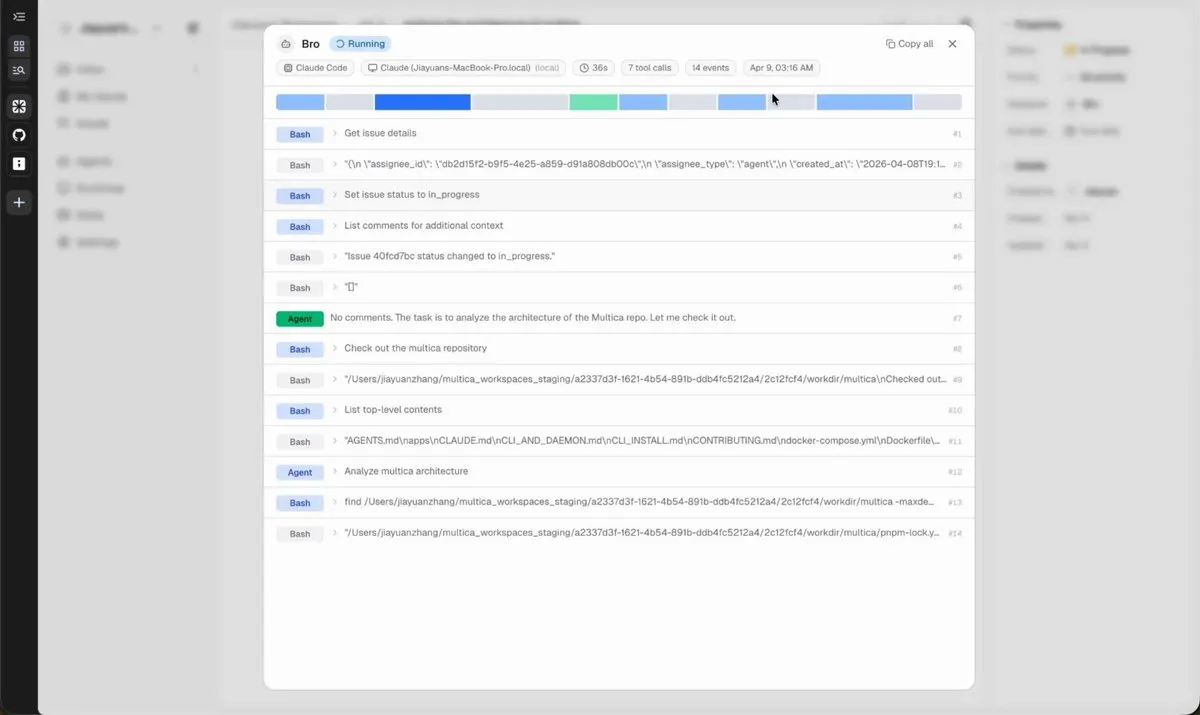 Bro Running Copy all
Claude Code Claude (Jiayuans-MacBook-Pro.local) (local) 36s 7 tool calls 14 events Apr 9, 03:16 AM
Bash Get issue details #1
Bash "{\n \"assignee_id\": \"db2d15f2-b9f5-4e25-a859-d91a808db00c\",\n \"assignee_type\": \"agent\",\n \"created_at\": \"2026-04-08T19:1... #2
Bash Set issue status to in_progress #3
Bash List comments for additional context #4
Bash "Issue 40fcd7bc status changed to in_progress." #5
Bash "[]" #6
Agent No comments. The task is to analyze the architecture of the Multica repo. Let me check it out. #7
Bash Check out the multica repository #8
Bash "/Users/jiayuanzhang/multica_workspaces_staging/a2337d3f-1621-4b54-891b-ddb4fc5212a4/2c12fcf4/workdir/multica\nChecked out... #9
Bash List top-level contents #10
Bash "AGENTS.md\napps\nCLAUDE.md\nCLI_AND_DAEMON.md\nCLI_INSTALL.md\nCONTRIBUTING.md\ndocker-compose.yml\nDockerfile\... #11
Agent Analyze multica architecture #12
Bash find /Users/jiayuanzhang/multica_workspaces_staging/a2337d3f-1621-4b54-891b-ddb4fc5212a4/2c12fcf4/workdir/multica -maxde... #13
Bash "/Users/jiayuanzhang/multica_workspaces_staging/a2337d3f-1621-4b54-891b-ddb4fc5212a4/2c12fcf4/workdir/multica/pnpm-lock.y... #14